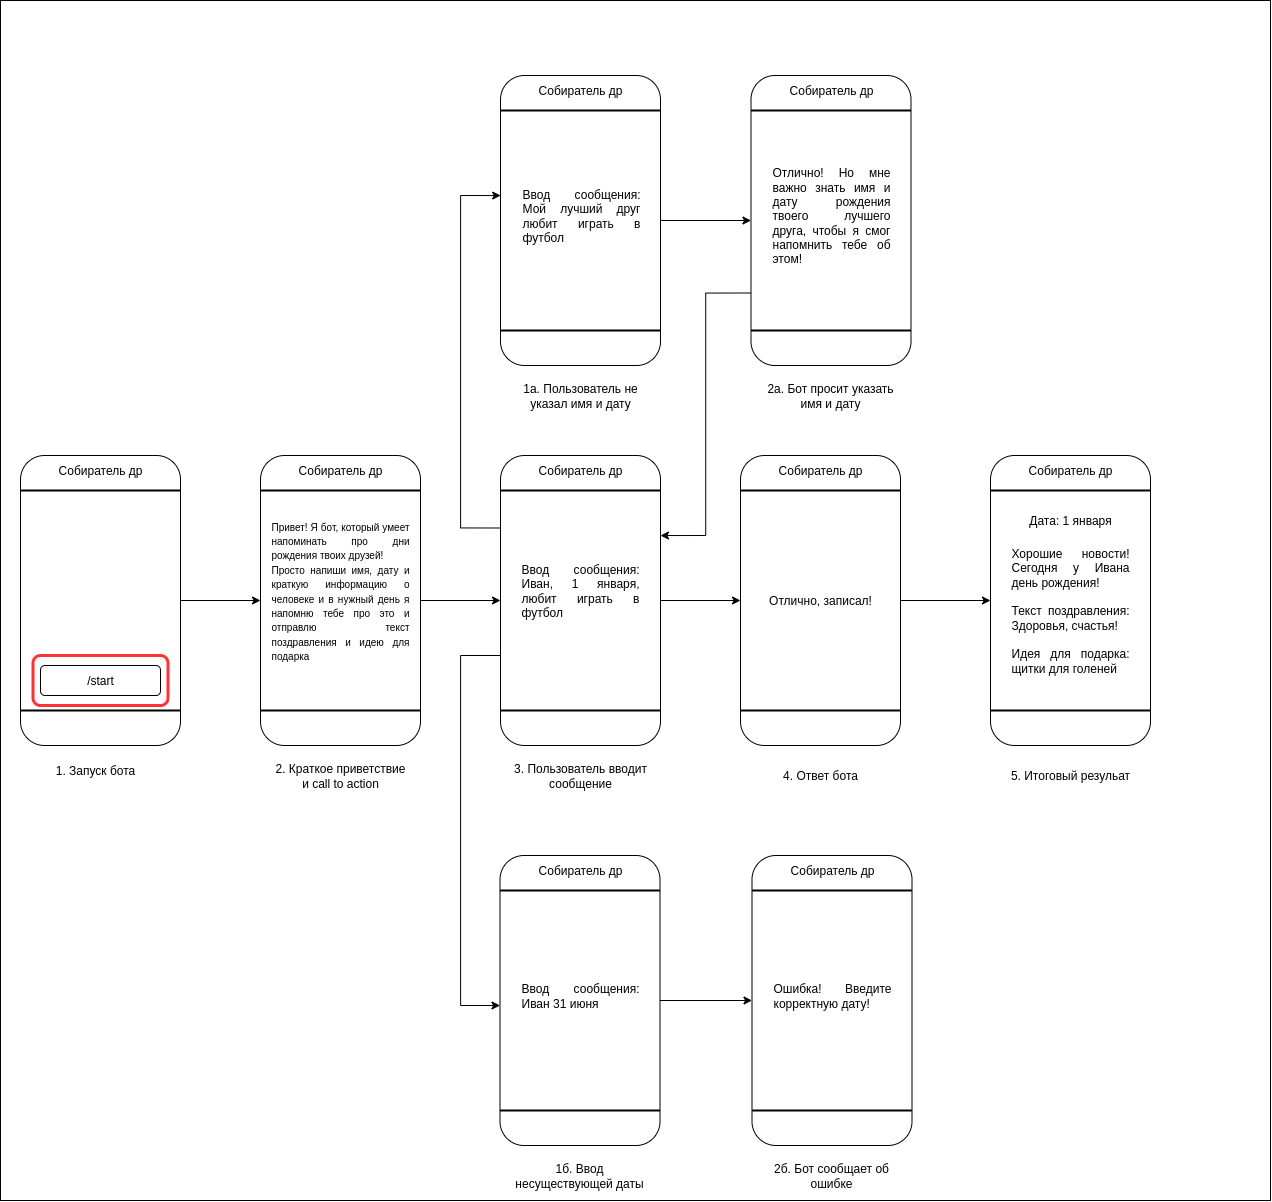 Собиратель др
Ввод сообщения:
Мой лучший друг
любит играть в
футбол
1а. Пользователь не
указал имя и дату
Собиратель др
Отлично! Но мне
важно знать имя и
дату рождения
твоего лучшего
друга, чтобы я смог
напомнить тебе об
этом!
2а. Бот просит указать
имя и дату
Собиратель др
/start
1. Запуск бота
Собиратель др
Привет! Я бот, который умеет
напоминать про дни
рождения твоих друзей!
Просто напиши имя, дату и
краткую информацию о
человеке и в нужный день я
напомню тебе про это и
отправлю текст
поздравления и идею для
подарка
2. Краткое приветствие
и call to action
Собиратель др
Ввод сообщения:
Иван, 1 января,
любит играть в
футбол
3. Пользователь вводит
сообщение
Собиратель др
Отлично, записал!
4. Ответ бота
Собиратель др
Дата: 1 января
Хорошие новости!
Сегодня у Ивана
день рождения!
Текст поздравления:
Здоровья, счастья!
Идея для подарка:
щитки для голеней
5. Итоговый резульат
Собиратель др
Ввод сообщения:
Иван 31 июня
1б. Ввод
несуществующей даты
Собиратель др
Ошибка! Введите
корректную дату!
2б. Бот сообщает об
ошибке